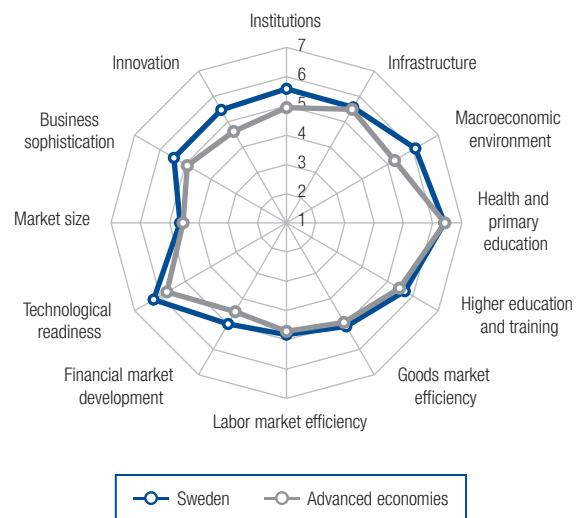 Institutions
7
6
5
4
3
2
1
Infrastructure
Macroeconomic
environment
Health and
primary
education
Higher education
and training
Goods market
efficiency
Labor market efficiency
Financial market
development
Technological
readiness
Market size
Business
sophistication
Innovation
Sweden
Advanced economies